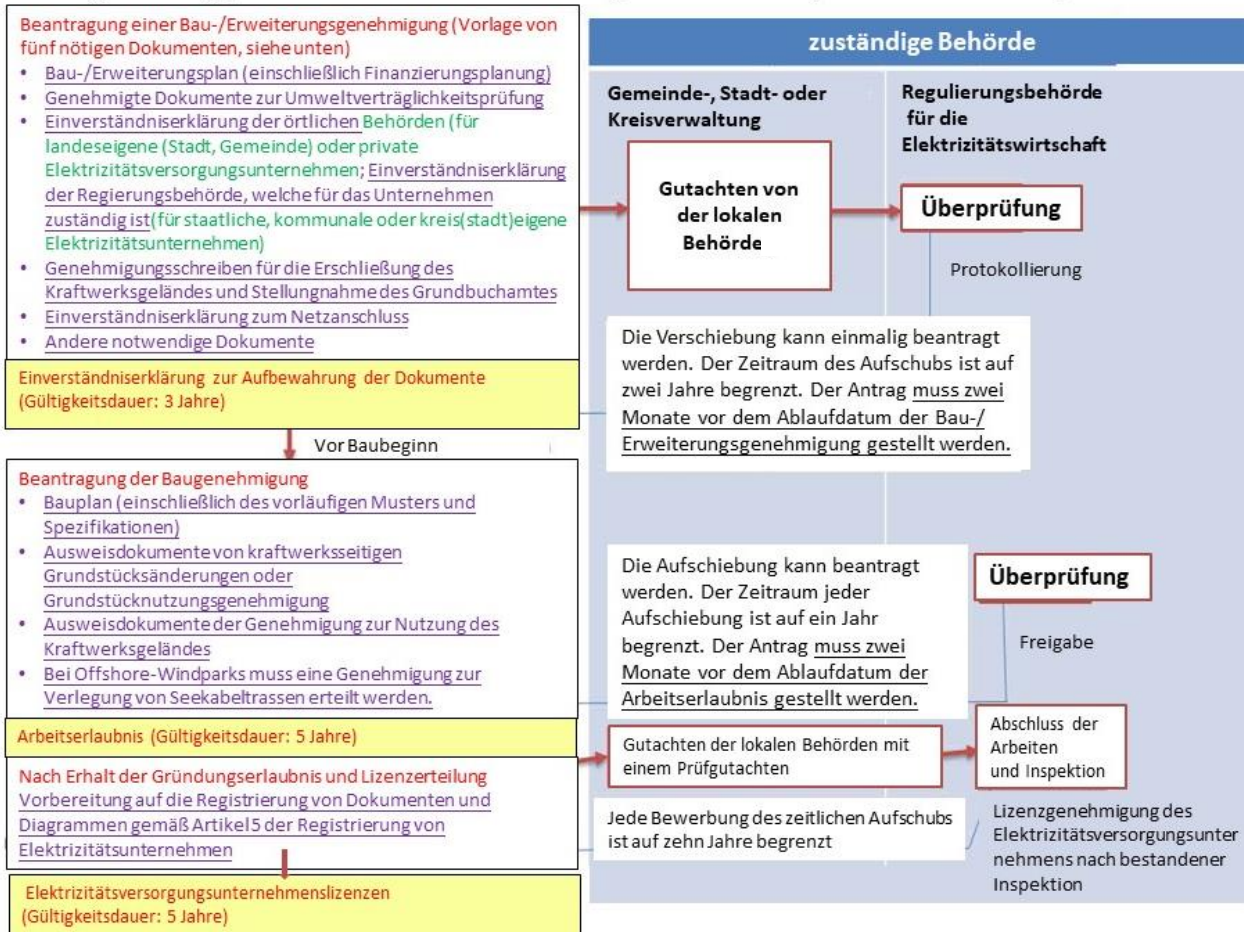 Beantragung einer Bau-/Erweiterungsgenehmigung (Vorlage von
fünf nötigen Dokumenten, siehe unten)
• Bau-/Erweiterungsplan (einschließlich Finanzierungsplanung)
• Genehmigte Dokumente zur Umweltverträglichkeitsprüfung
• Einverständniserklärung der örtlichen Behörden (für
landeseigene (Stadt, Gemeinde) oder private
Elektrizitätsversorgungsunternehmen; Einverständniserklärung
der Regierungsbehörde, welche für das Unternehmen
zuständig ist (für staatliche, kommunale oder kreis(stadt)eigene
Elektrizitätsunternehmen)
• Genehmigungsschreiben für die Erschließung des
Kraftwerksgeländes und Stellungnahme des Grundbuchamtes
• Einverständniserklärung zum Netzanschluss
• Andere notwendige Dokumente
Einverständniserklärung zur Aufbewahrung der Dokumente
(Gültigkeitsdauer: 3 Jahre)
Vor Baubeginn
Beantragung der Baugenehmigung
• Bauplan (einschließlich des vorläufigen Musters und
Spezifikationen)
• Ausweisdokumente von kraftwerksseitigen
Grundstücksänderungen oder
Grundstücknutzungsgenehmigung
• Ausweisdokumente der Genehmigung zur Nutzung des
Kraftwerksgeländes
• Bei Offshore-Windparks muss eine Genehmigung zur
Verlegung von Seekabeltrassen erteilt werden.
Arbeitserlaubnis (Gültigkeitsdauer: 5 Jahre)
Nach Erhalt der Gründungserlaubnis und Lizenzerteilung
Vorbereitung auf die Registrierung von Dokumenten und
Diagrammen gemäß Artikel 5 der Registrierung von
Elektrizitätsunternehmen
Elektrizitätsversorgungsunternehmenslizenzen
(Gültigkeitsdauer: 5 Jahre)
zuständige Behörde
Gemeinde-, Stadt- oder
Kreisverwaltung
Regulierungsbehörde
für die
Elektrizitätswirtschaft
Gutachten von
der lokalen
Behörde
Überprüfung
Protokollierung
Die Verschiebung kann einmalig beantragt
werden. Der Zeitraum des Aufschubs ist auf
zwei Jahre begrenzt. Der Antrag muss zwei
Monate vor dem Ablaufdatum der Bau-/
Erweiterungsgenehmigung gestellt werden.
Die Aufschiebung kann beantragt
werden. Der Zeitraum jeder
Aufschiebung ist auf ein Jahr
begrenzt. Der Antrag muss zwei
Monate vor dem Ablaufdatum der
Arbeitserlaubnis gestellt werden.
Überprüfung
Freigabe
Gutachten der lokalen Behörden mit
einem Prüfgutachten
Abschluss der
Arbeiten
und Inspektion
Jede Bewerbung des zeitlichen Aufschubs
ist auf zehn Jahre begrenzt
Lizenzgenehmigung des
Elektrizitätsversorgungsunter
nehmens nach bestandener
Inspektion